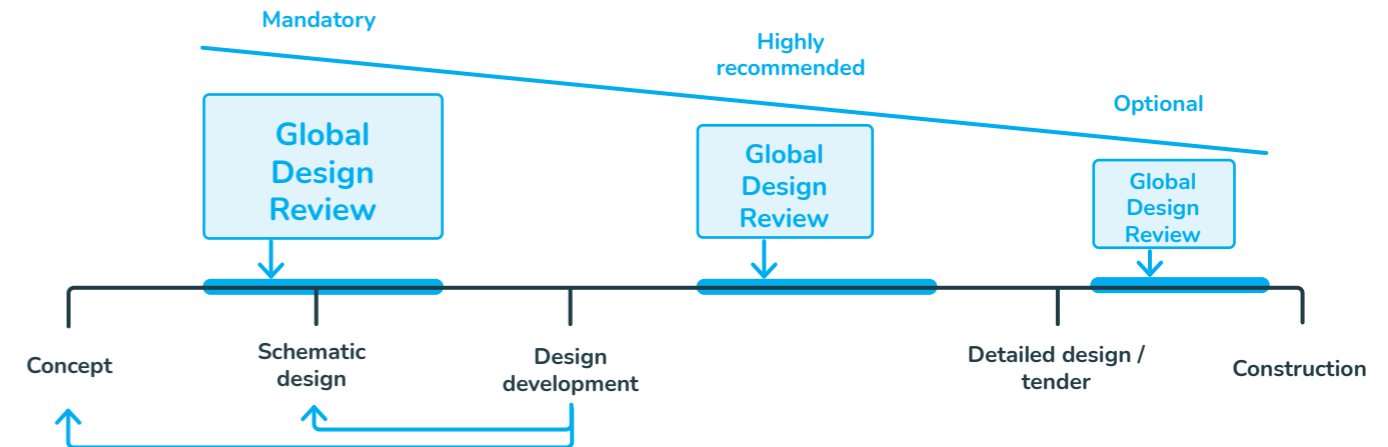 Mandatory
Highly
recommended
Optional
Global
Design
Review
Global
Design
Review
Global
Design
Review
Concept
Schematic
design
Design
development
Detailed design /
tender
Construction